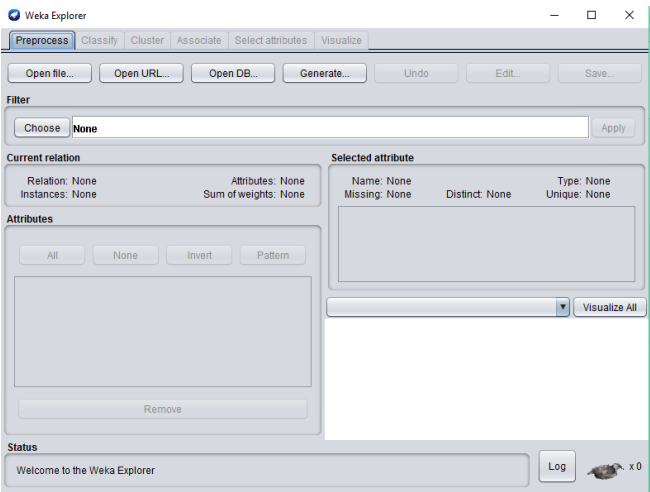 Weka Explorer
Preprocess Classify Cluster Associate Select attributes Visualize
Open file... Open URL... Open DB... Generate... Undo Edit... Save...
Filter
Choose None Apply
Current relation
Relation: None Attributes: None
Instances: None Sum of weights: None
Selected attribute
Name: None Type: None
Missing: None Distinct: None Unique: None
Attributes
All None Invert Pattern
Remove
Visualize All
Status
Welcome to the Weka Explorer
Log x 0